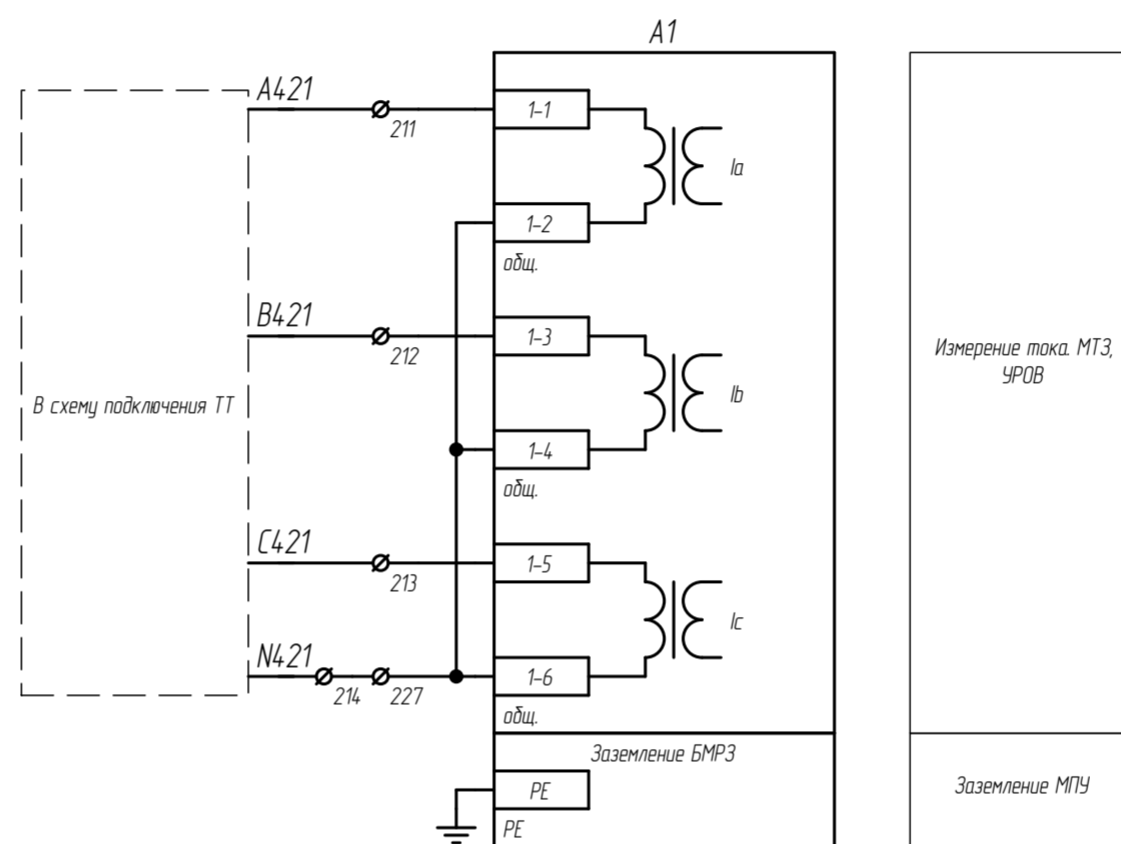 A1
A421
211
1-1
Ia
1-2
общ.
B421
212
1-3
Ib
1-4
общ.
В схему подключения ТТ
Измерение тока. МТЗ,
УРОВ
C421
213
1-5
Ic
N421
214
227
1-6
общ.
Заземление БМРЗ
PE
PE
Заземление МПУ